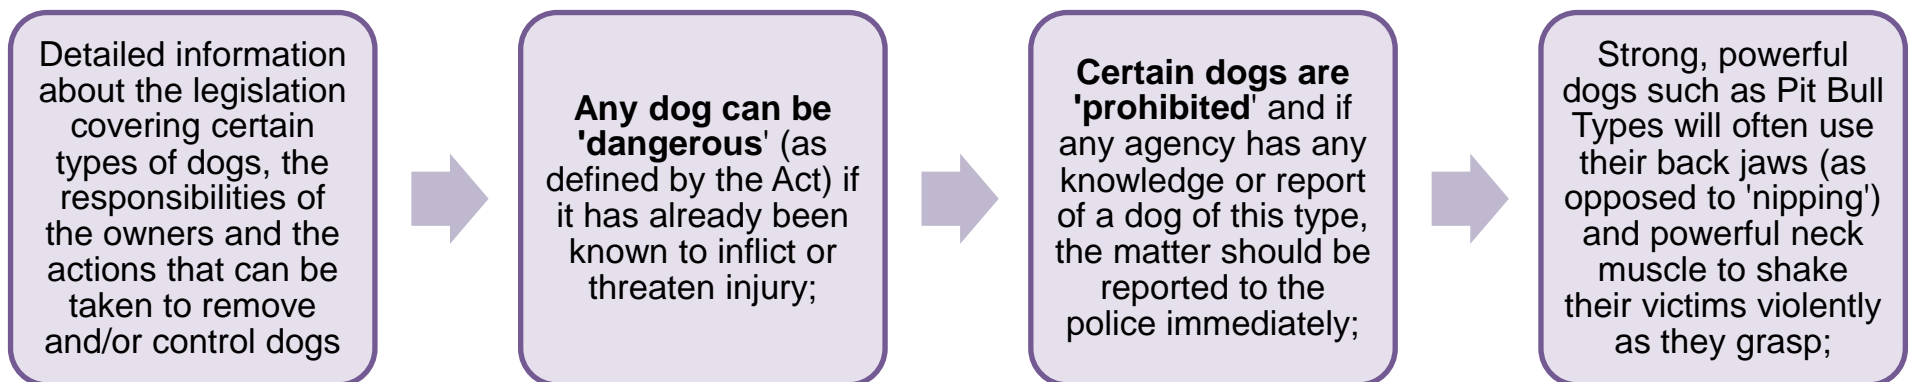 Detailed information
about the legislation
covering certain
types of dogs, the
responsibilities of
the owners and the
actions that can be
taken to remove
and/or control dogs
Any dog can be
'dangerous' (as
defined by the Act) if
it has already been
known to inflict or
threaten injury;
Certain dogs are
'prohibited' and if
any agency has any
knowledge or report
of a dog of this type,
the matter should be
reported to the
police immediately;
Strong, powerful
dogs such as Pit Bull
Types will often use
their back jaws (as
opposed to 'nipping')
and powerful neck
muscle to shake
their victims violently
as they grasp;